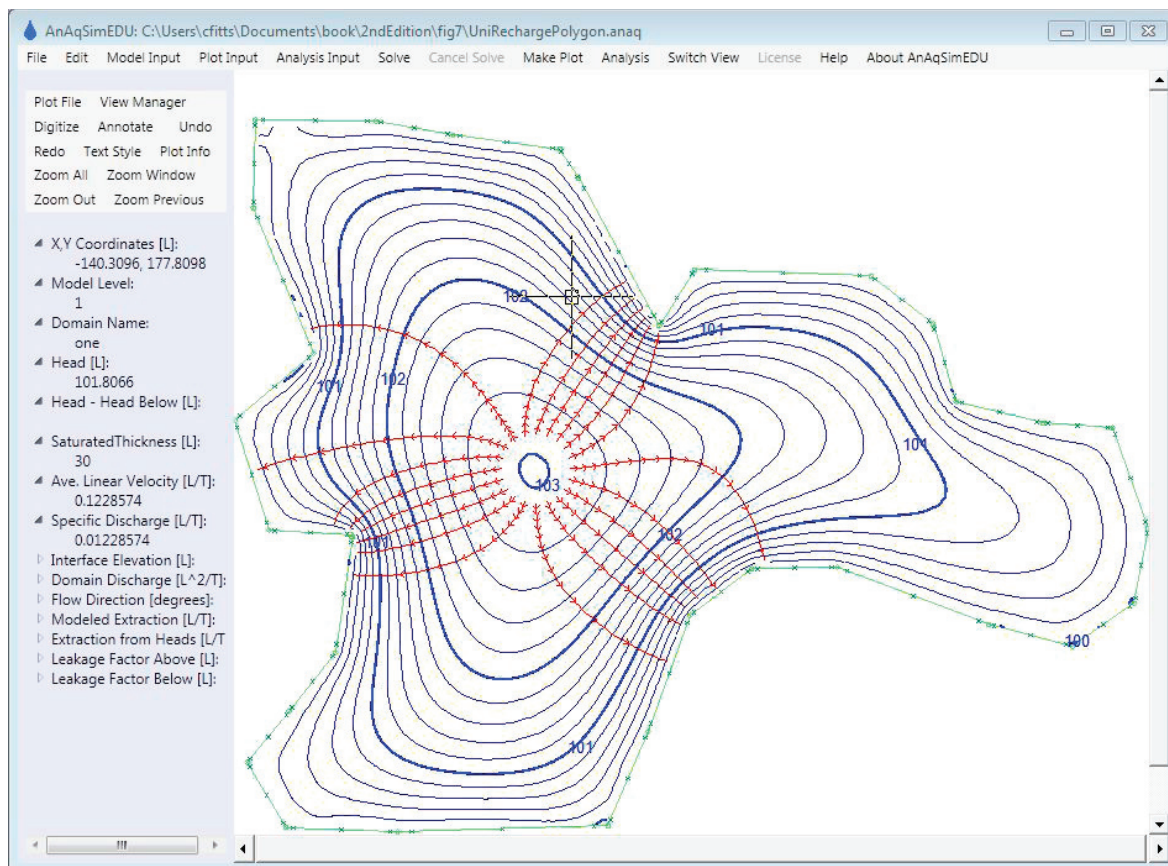 AnAqSimEDU: C:\Users\cfitts\Documents\book\2ndEdition\fig7\UniRechargePolygon.anaq
File Edit Model Input Plot Input Analysis Input Solve Cancel Solve Make Plot Analysis Switch View License Help About AnAqSimEDU
Plot File View Manager
Digitize Annotate Undo
Redo Text Style Plot Info
Zoom All Zoom Window
Zoom Out Zoom Previous
X,Y Coordinates [L]:
-140.3096, 177.8098
Model Level:
1
Domain Name:
one
Head [L]:
101.8066
Head - Head Below [L]:
SaturatedThickness [L]:
30
Ave. Linear Velocity [L/T]:
0.1228574
Specific Discharge [L/T]:
0.01228574
Interface Elevation [L]:
Domain Discharge [L^2/T]:
Flow Direction [degrees]:
Modeled Extraction [L/T]:
Extraction from Heads [L/T
Leakage Factor Above [L]:
Leakage Factor Below [L]:
102
101
101
102
101
103
102
101
100
101